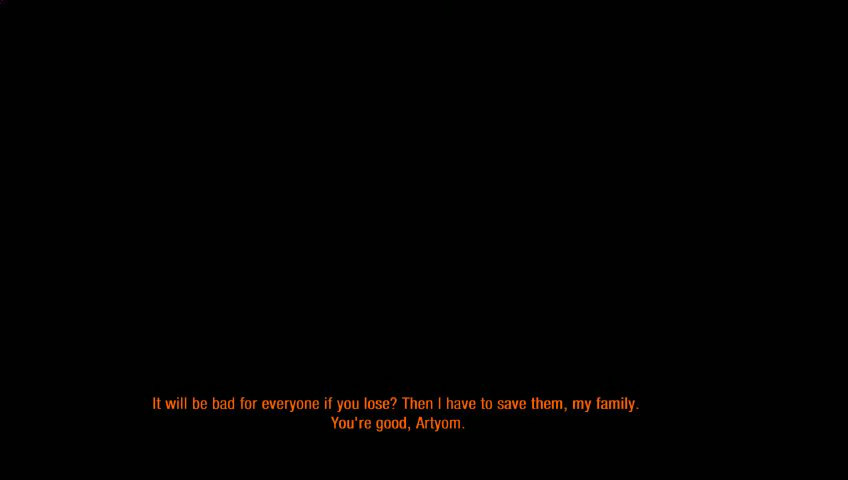 It will be bad for everyone if you lose? Then I have to save them, my family.
You're good, Artyom.